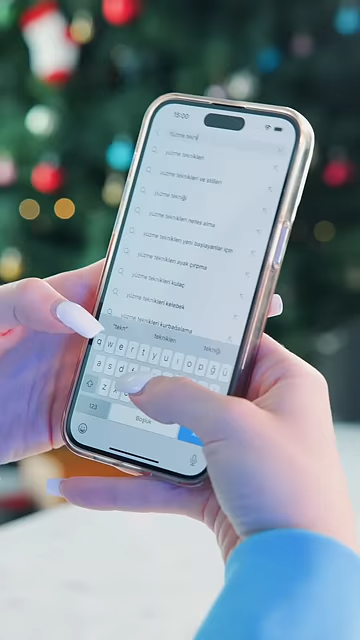 15:00
Yüzme tekni
yüzme teknikleri
yüzme teknikleri ve stilleri
yüzme tekniği
yüzme teknikleri nefes alma
yüzme teknikleri yeni başlayanlar için
yüzme teknikleri ayak çırpma
yüzme teknikleri kulaç
yüzme teknikleri kelebek
yüzme teknikleri kurbağalama
"tekni" teknikleri tekniği
q w e r t y u ı o p ğ ü
a s d f
z
123 Boşluk